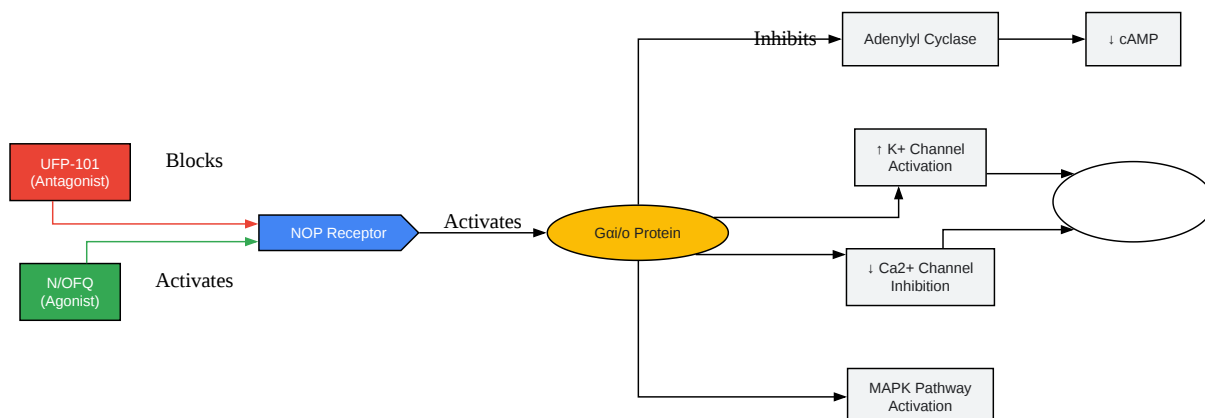 Inhibits
Adenylyl Cyclase
↓ cAMP
UFP-101
(Antagonist)
Blocks
↑ K+ Channel
Activation
NOP Receptor
Activates
Gαi/o Protein
N/OFQ
(Agonist)
Activates
↓ Ca2+ Channel
Inhibition
MAPK Pathway
Activation